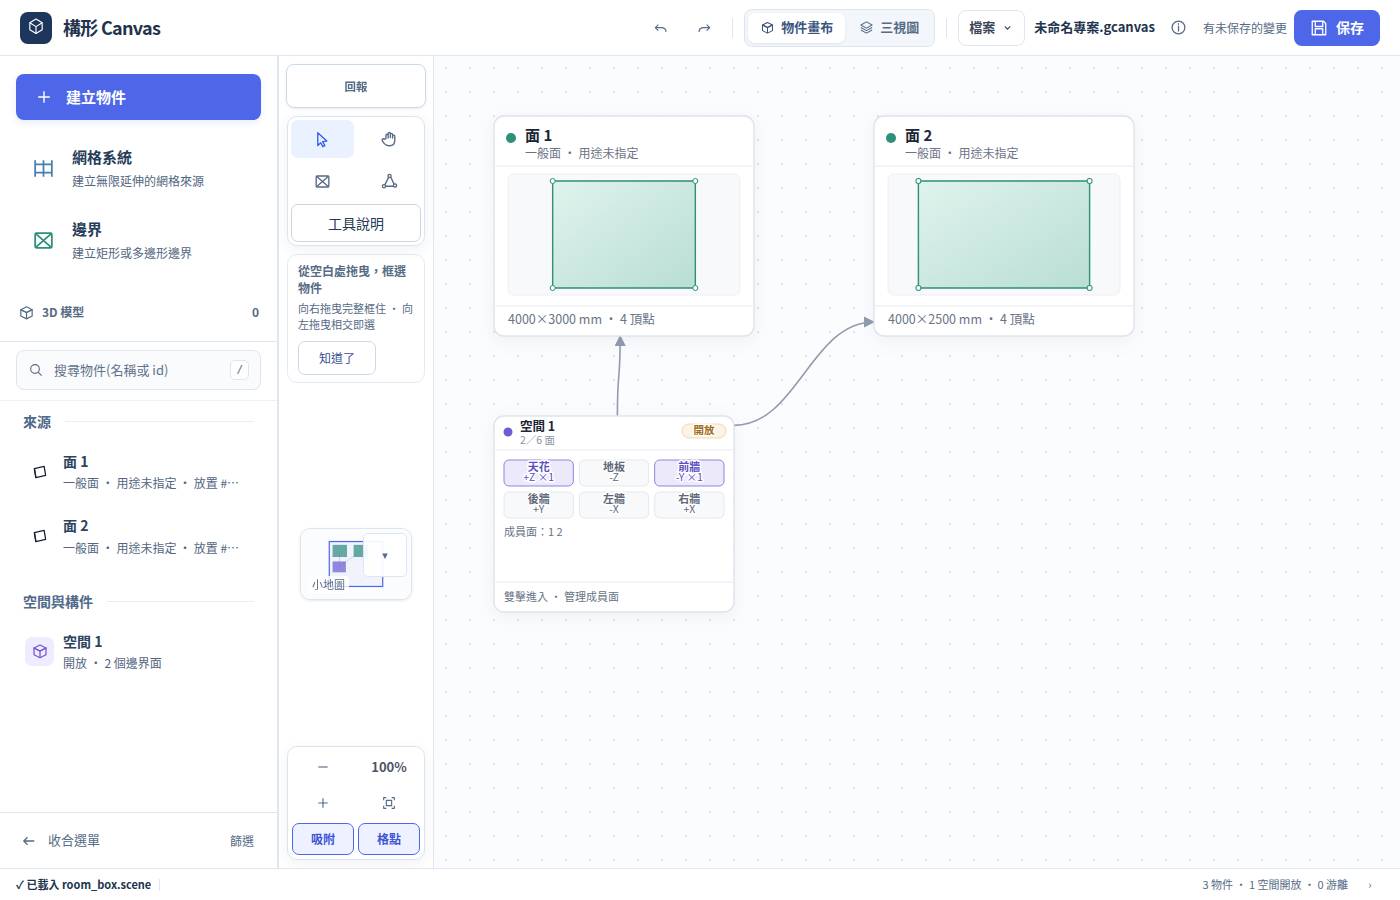 構形 Canvas
物件畫布
三視圖
檔案
未命名專案.gcanvas
有未保存的變更
保存
建立物件
網格系統
建立無限延伸的網格來源
邊界
建立矩形或多邊形邊界
3D 模型
0
搜尋物件(名稱或 id)
/
來源
面 1
一般面 · 用途未指定 · 放置 #…
面 2
一般面 · 用途未指定 · 放置 #…
空間與構件
空間 1
開放 · 2 個邊界面
收合選單
篩選
回報
工具說明
從空白處拖曳，框選
物件
向右拖曳完整框住 · 向
左拖曳相交即選
知道了
小地圖
100%
吸附
格點
面 1
一般面 · 用途未指定
4000×3000 mm · 4 頂點
面 2
一般面 · 用途未指定
4000×2500 mm · 4 頂點
空間 1
2／6 面
開放
天花
+Z ×1
地板
-Z
前牆
-Y ×1
後牆
+Y
左牆
-X
右牆
+X
成員面：1 2
雙擊進入 · 管理成員面
✓ 已載入 room_box.scene
3 物件 · 1 空間開放 · 0 游離